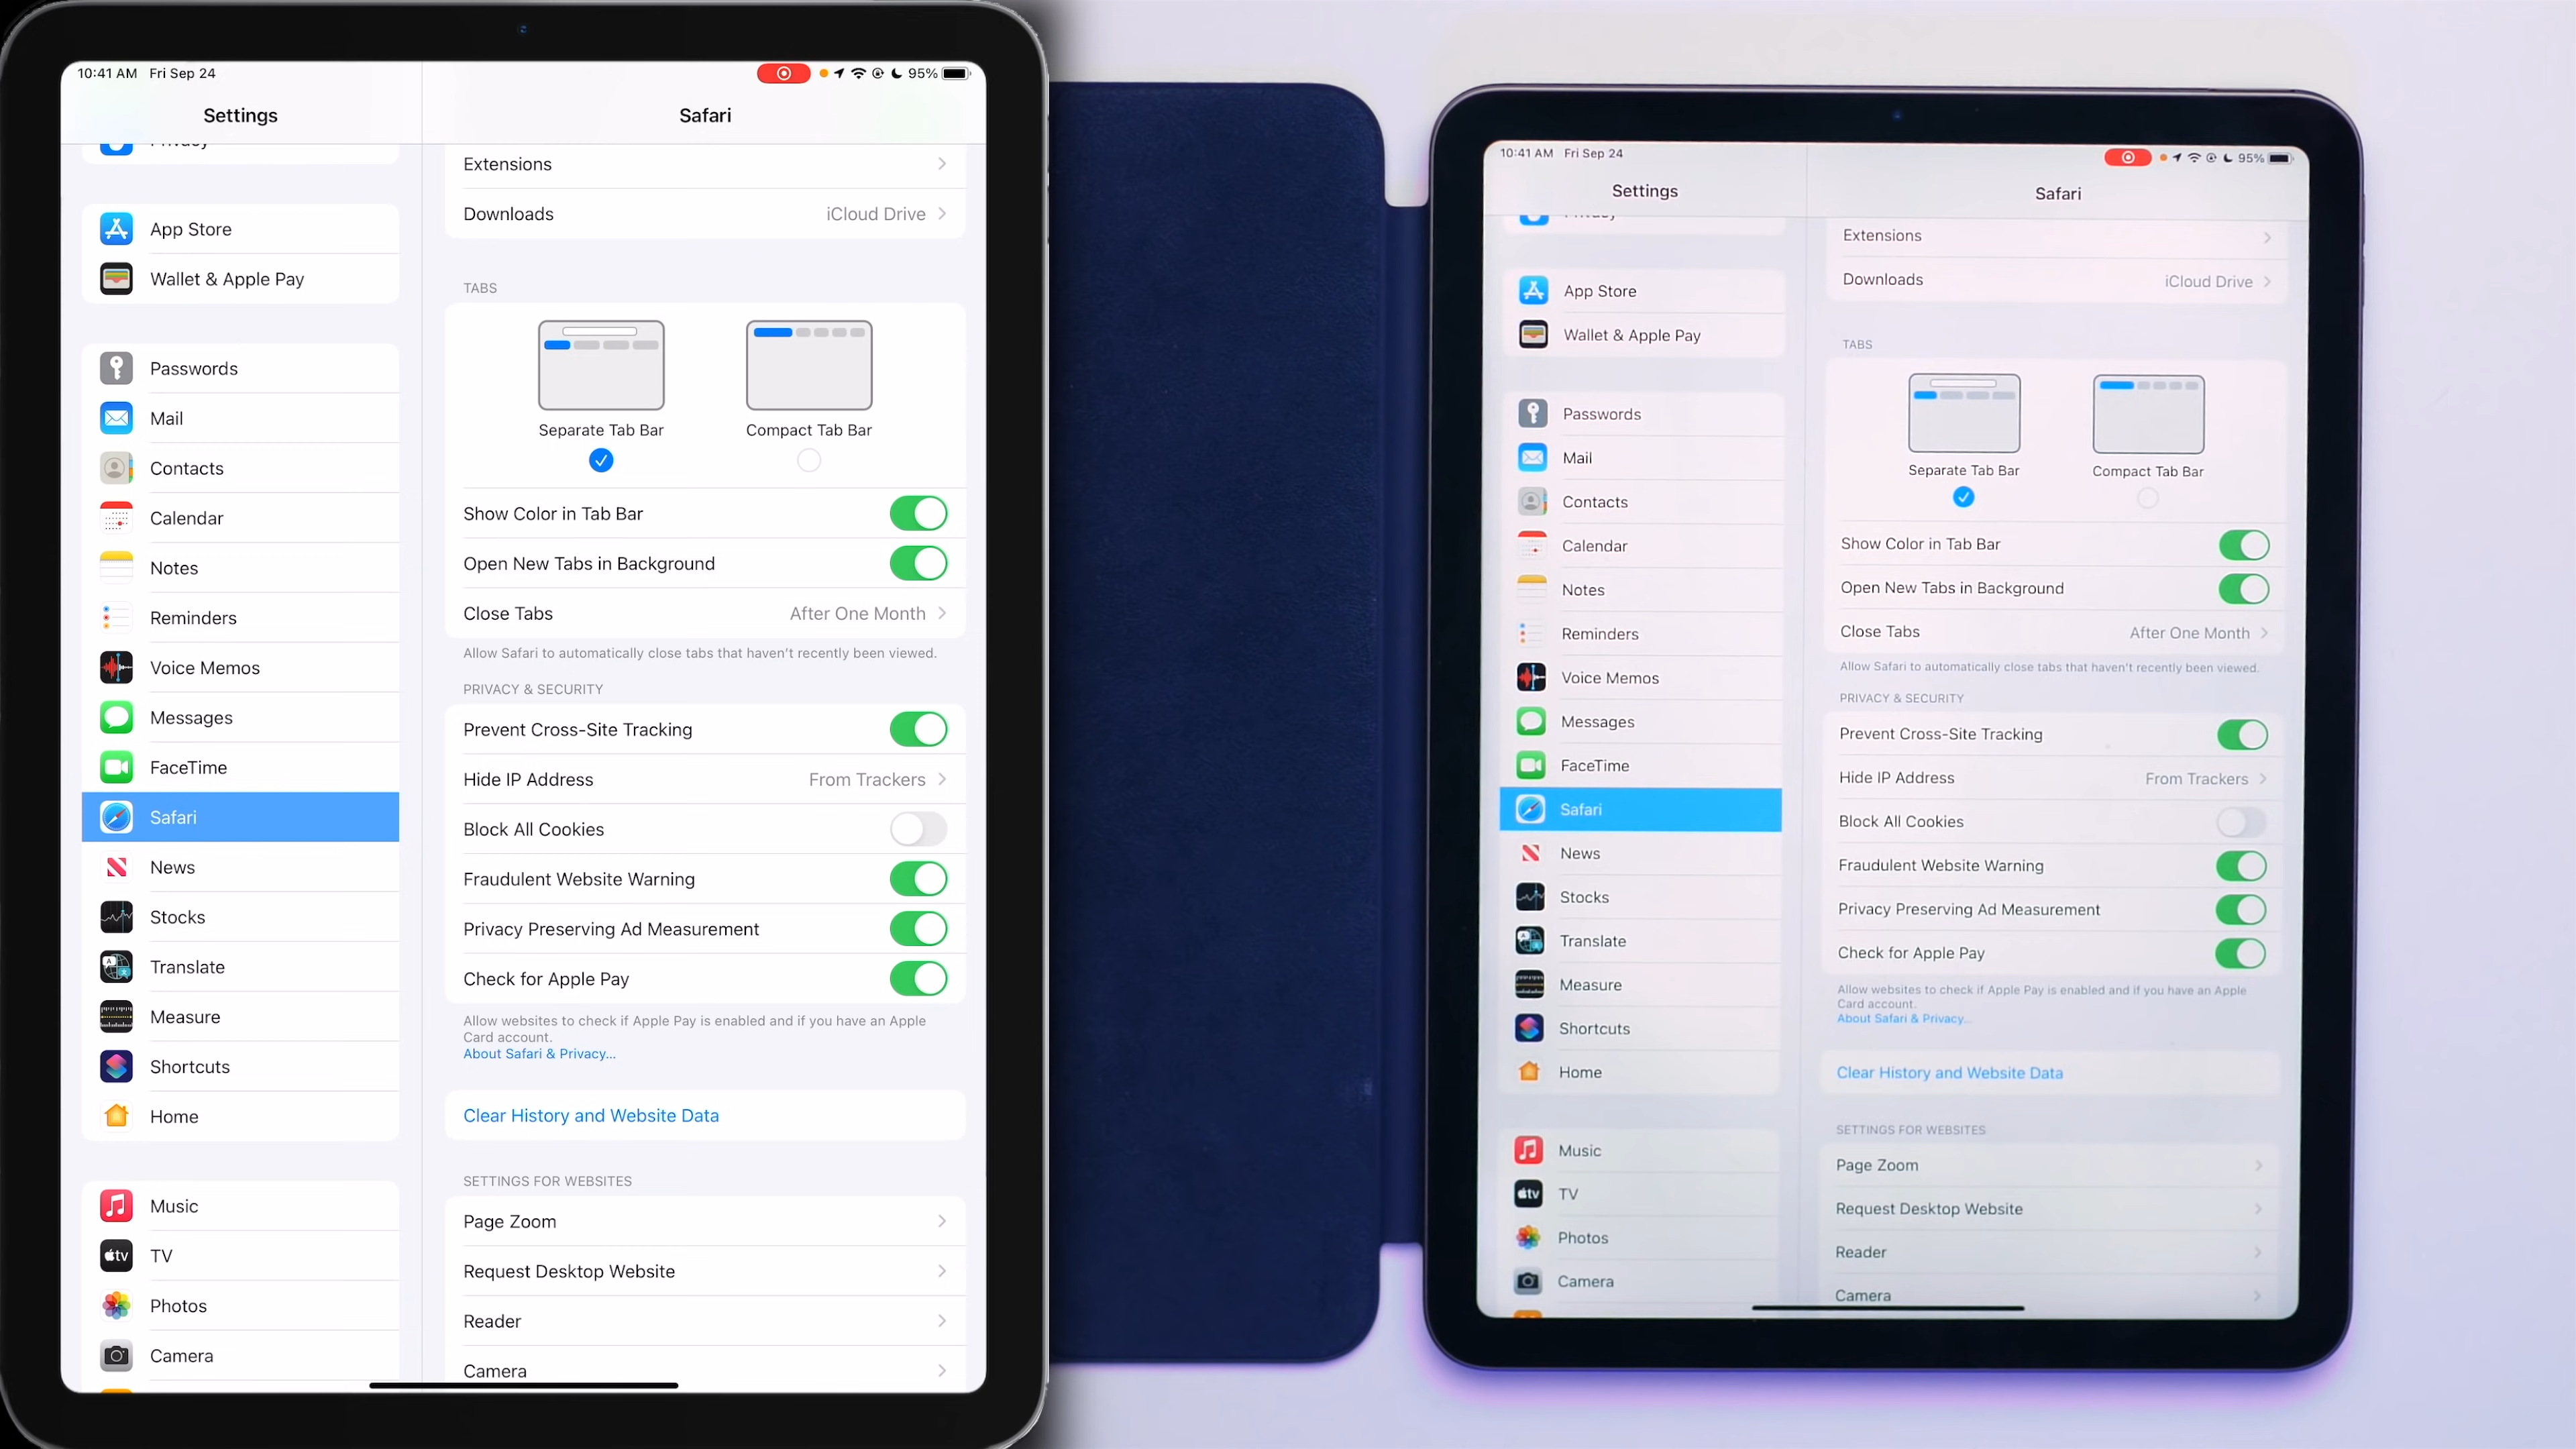 10:41 AM Fri Sep 24
95%
Settings
Safari
App Store
Wallet & Apple Pay
Passwords
Mail
Contacts
Calendar
Notes
Reminders
Voice Memos
Messages
FaceTime
Safari
News
Stocks
Translate
Measure
Shortcuts
Home
Music
tv
TV
Photos
Camera
Extensions
Downloads iCloud Drive
TABS
Separate Tab Bar
Compact Tab Bar
Show Color in Tab Bar
Open New Tabs in Background
Close Tabs After One Month
Allow Safari to automatically close tabs that haven't recently been viewed.
PRIVACY & SECURITY
Prevent Cross-Site Tracking
Hide IP Address From Trackers
Block All Cookies
Fraudulent Website Warning
Privacy Preserving Ad Measurement
Check for Apple Pay
Allow websites to check if Apple Pay is enabled and if you have an Apple
Card account.
About Safari & Privacy...
Clear History and Website Data
SETTINGS FOR WEBSITES
Page Zoom
Request Desktop Website
Reader
Camera
10:41 AM Fri Sep 24
95%
Settings
Safari
App Store
Wallet & Apple Pay
Passwords
Mail
Contacts
Calendar
Notes
Reminders
Voice Memos
Messages
FaceTime
Safari
News
Stocks
Translate
Measure
Shortcuts
Home
Music
tv
TV
Photos
Camera
Extensions
Downloads iCloud Drive
TABS
Separate Tab Bar
Compact Tab Bar
Show Color in Tab Bar
Open New Tabs in Background
Close Tabs After One Month
Allow Safari to automatically close tabs that haven't recently been viewed.
PRIVACY & SECURITY
Prevent Cross-Site Tracking
Hide IP Address From Trackers
Block All Cookies
Fraudulent Website Warning
Privacy Preserving Ad Measurement
Check for Apple Pay
Allow websites to check if Apple Pay is enabled and if you have an Apple
Card account.
About Safari & Privacy...
Clear History and Website Data
SETTINGS FOR WEBSITES
Page Zoom
Request Desktop Website
Reader
Camera